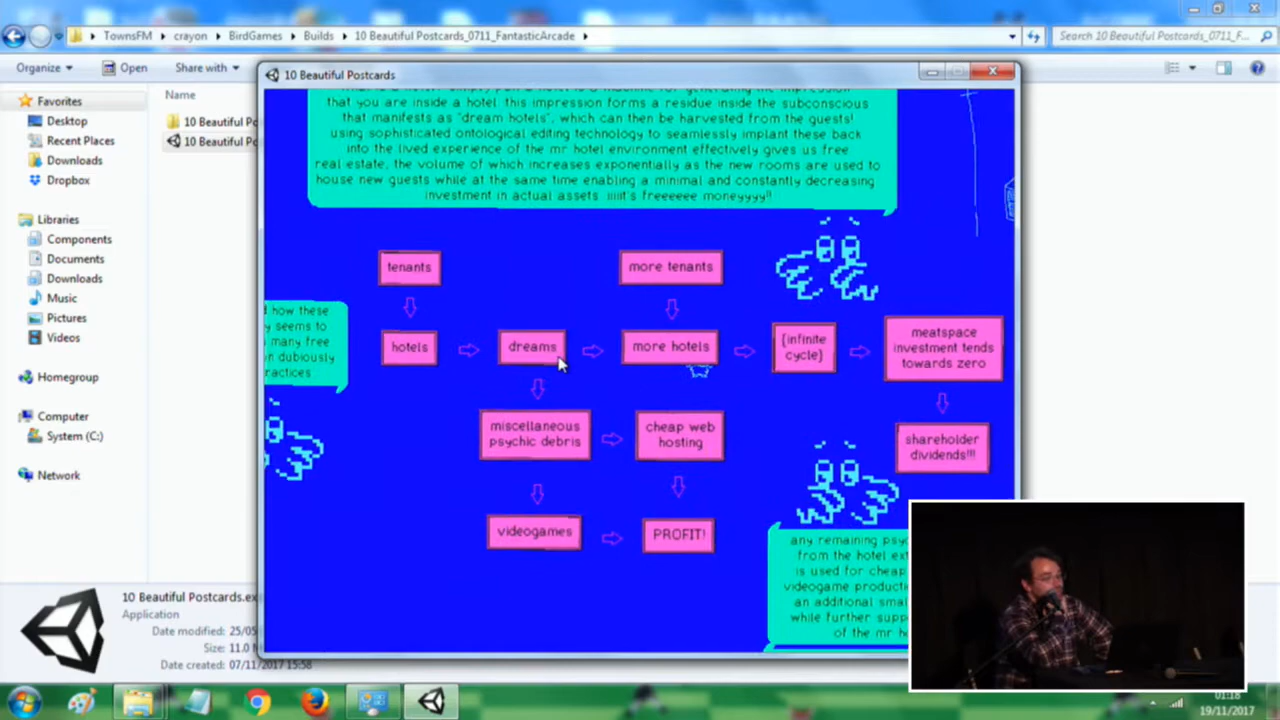 TownsFM
crayon
BirdGames
Builds
10 Beautiful Postcards_0711_FantasticArcade
Search 10 Beautiful Postcards_0711_F...
Organize
Open
Share with
10 Beautiful Postcards
Favorites
Desktop
Recent Places
Downloads
Dropbox
Libraries
Components
Documents
Downloads
Music
Pictures
Videos
Homegroup
Computer
System (C:)
Network
Name
10 Beautiful Po
10 Beautiful Po
that you are inside a hotel. this impression forms a residue inside the subconscious
that manifests as "dream hotels", which can then be harvested from the guests!
using sophisticated ontological editing technology to seamlessly implant these back
into the lived experience of the mr hotel environment effectively gives us free
real estate, the volume of which increases exponentially as the new rooms are used to
house new guests while at the same time enabling a minimal and constantly decreasing
investment in actual assets iiiiit's freeeeee moneyyyy!!
tenants
more tenants
how these
y seems to
many free
n dubiously
ractices
hotels
dreams
more hotels
{infinite
cycle}
meatspace
investment tends
towards zero
miscellaneous
psychic debris
cheap web
hosting
shareholder
dividends!!!
videogames
PROFIT!
any remaining psyc
from the hotel ext
is used for cheap
videogame producti
an additional smal
while further supp
of the mr h
10 Beautiful Postcards.ex
Application
Date modified: 25/05
Size: 11.0 M
Date created: 07/11/2017 15:58
01:18
19/11/2017